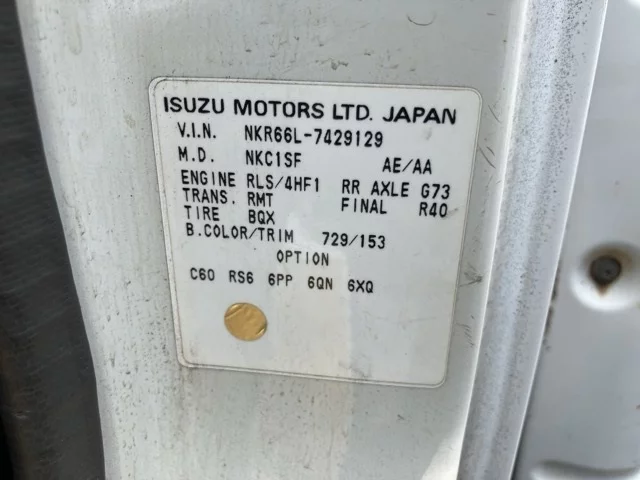 ISUZU MOTORS LTD. JAPAN
V.I.N. NKR66L-7429129
M.D. NKC1SF AE/AA
ENGINE RLS/4HF1 RR AXLE G73
TRANS. RMT FINAL R40
TIRE BQX
B.COLOR/TRIM 729/153
OPTION
C60 RS6 6PP 6QN 6XQ